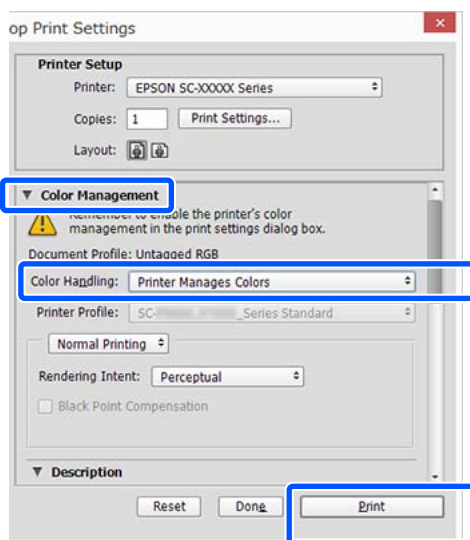 op Print Settings
Printer Setup
Printer: EPSON SC-XXXXX Series
Copies: 1 Print Settings...
Layout:
Color Management
Remember to enable the printer's color
management in the print settings dialog box.
Document Profile: Untagged RGB
Color Handling: Printer Manages Colors
Printer Profile: SC- _Series Standard
Normal Printing
Rendering Intent: Perceptual
Black Point Compensation
Description
Reset Done Print